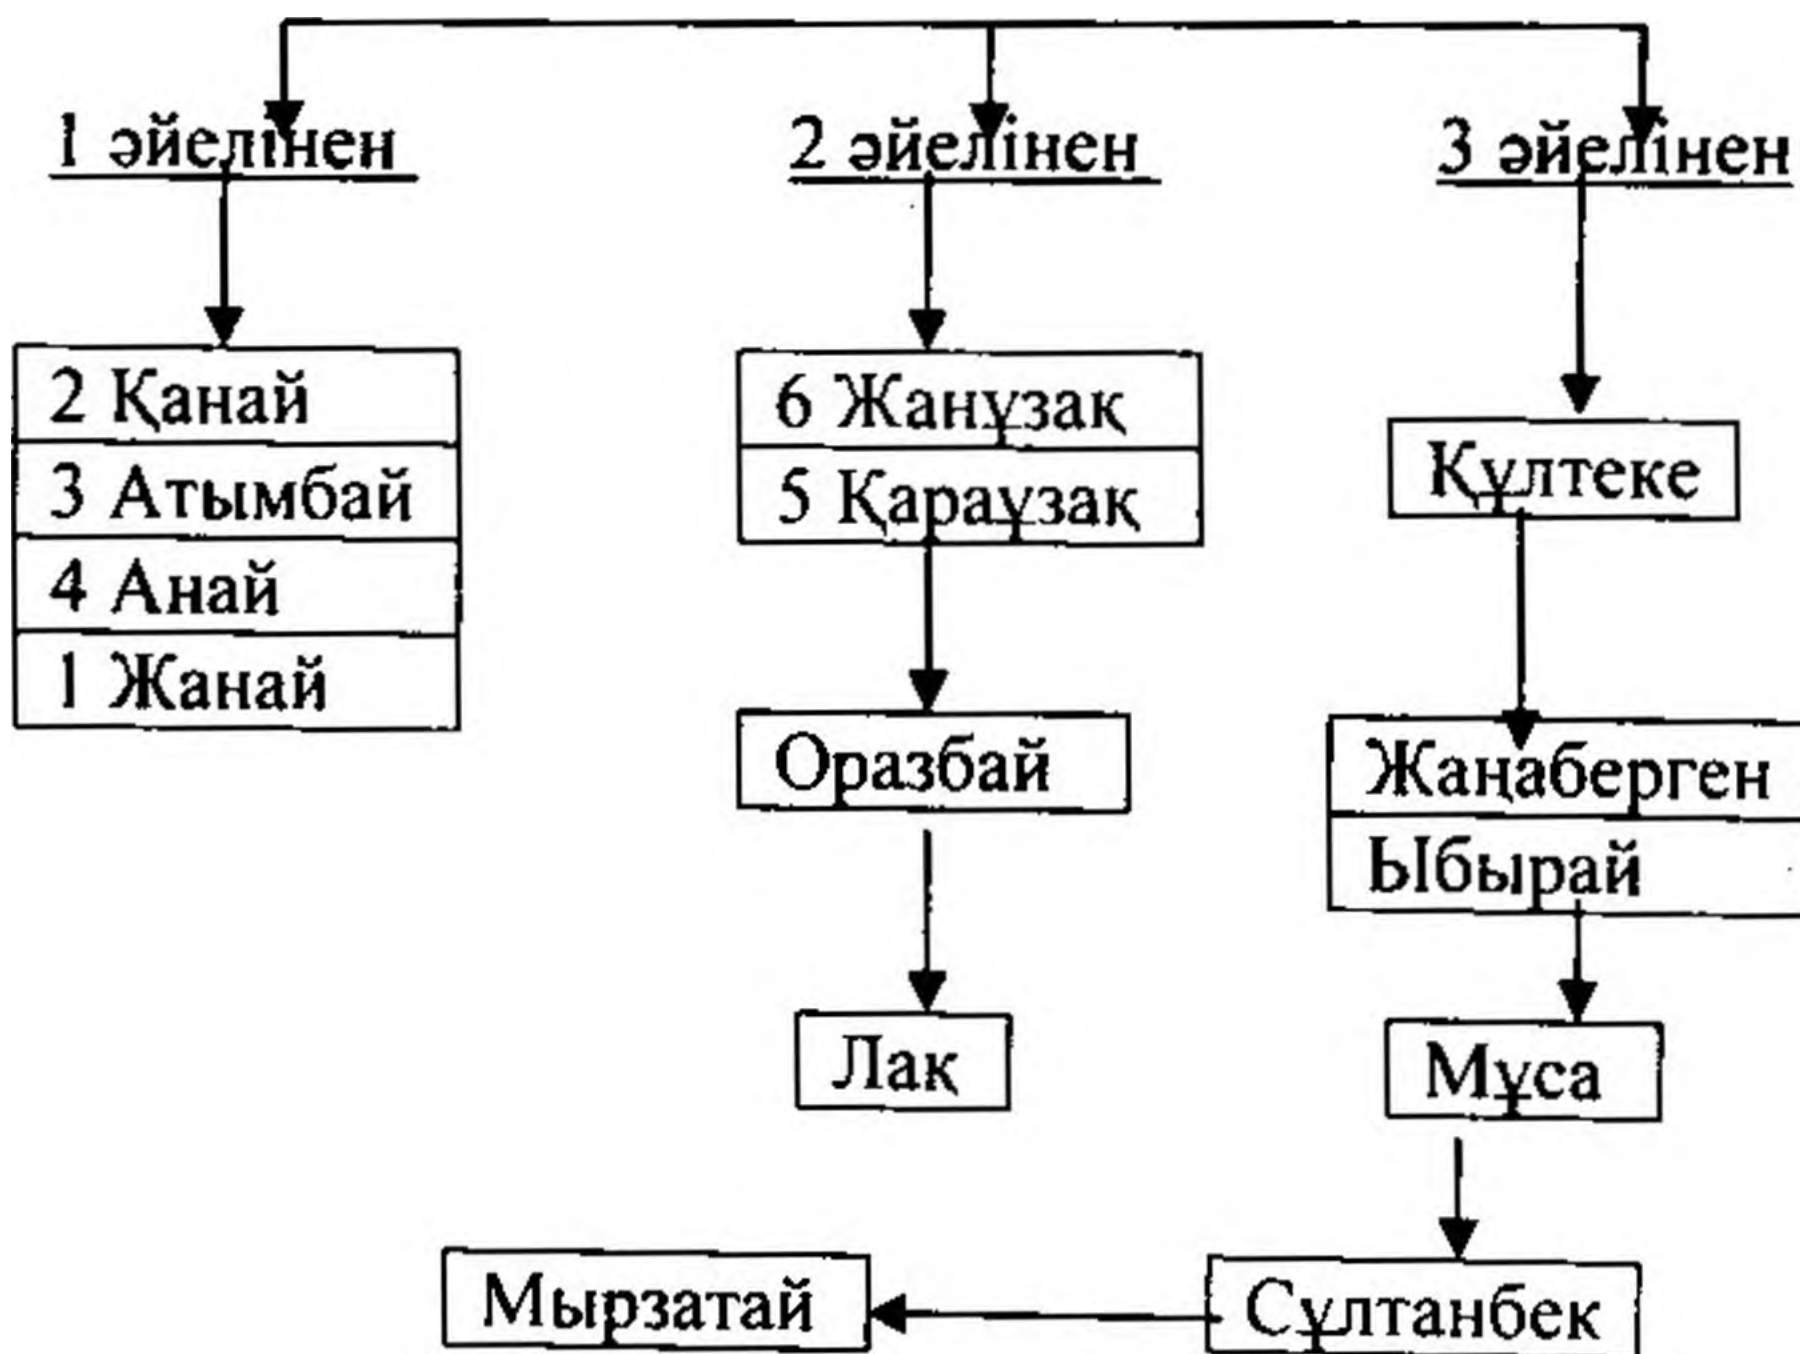 1 әйелінен
2 әйелінен
3 әйелінен
2 Қанай
3 Атымбай
4 Анай
1 Жанай
6 Жанұзақ
5 Қараұзақ
Оразбай
Лақ
Құлтеке
Жаңаберген
Ыбырай
Мұса
Сұлтанбек
Мырзатай